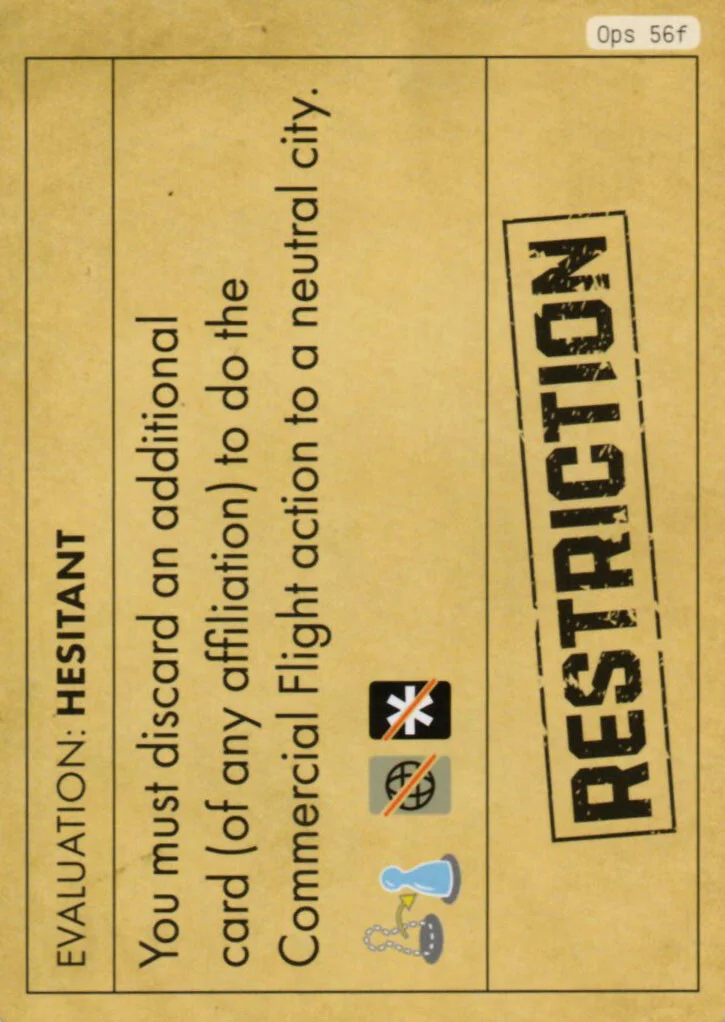 Ops 56f
EVALUATION: HESITANT
You must discard an additional
card (of any affiliation) to do the
Commercial Flight action to a neutral city.
RESTRICTION